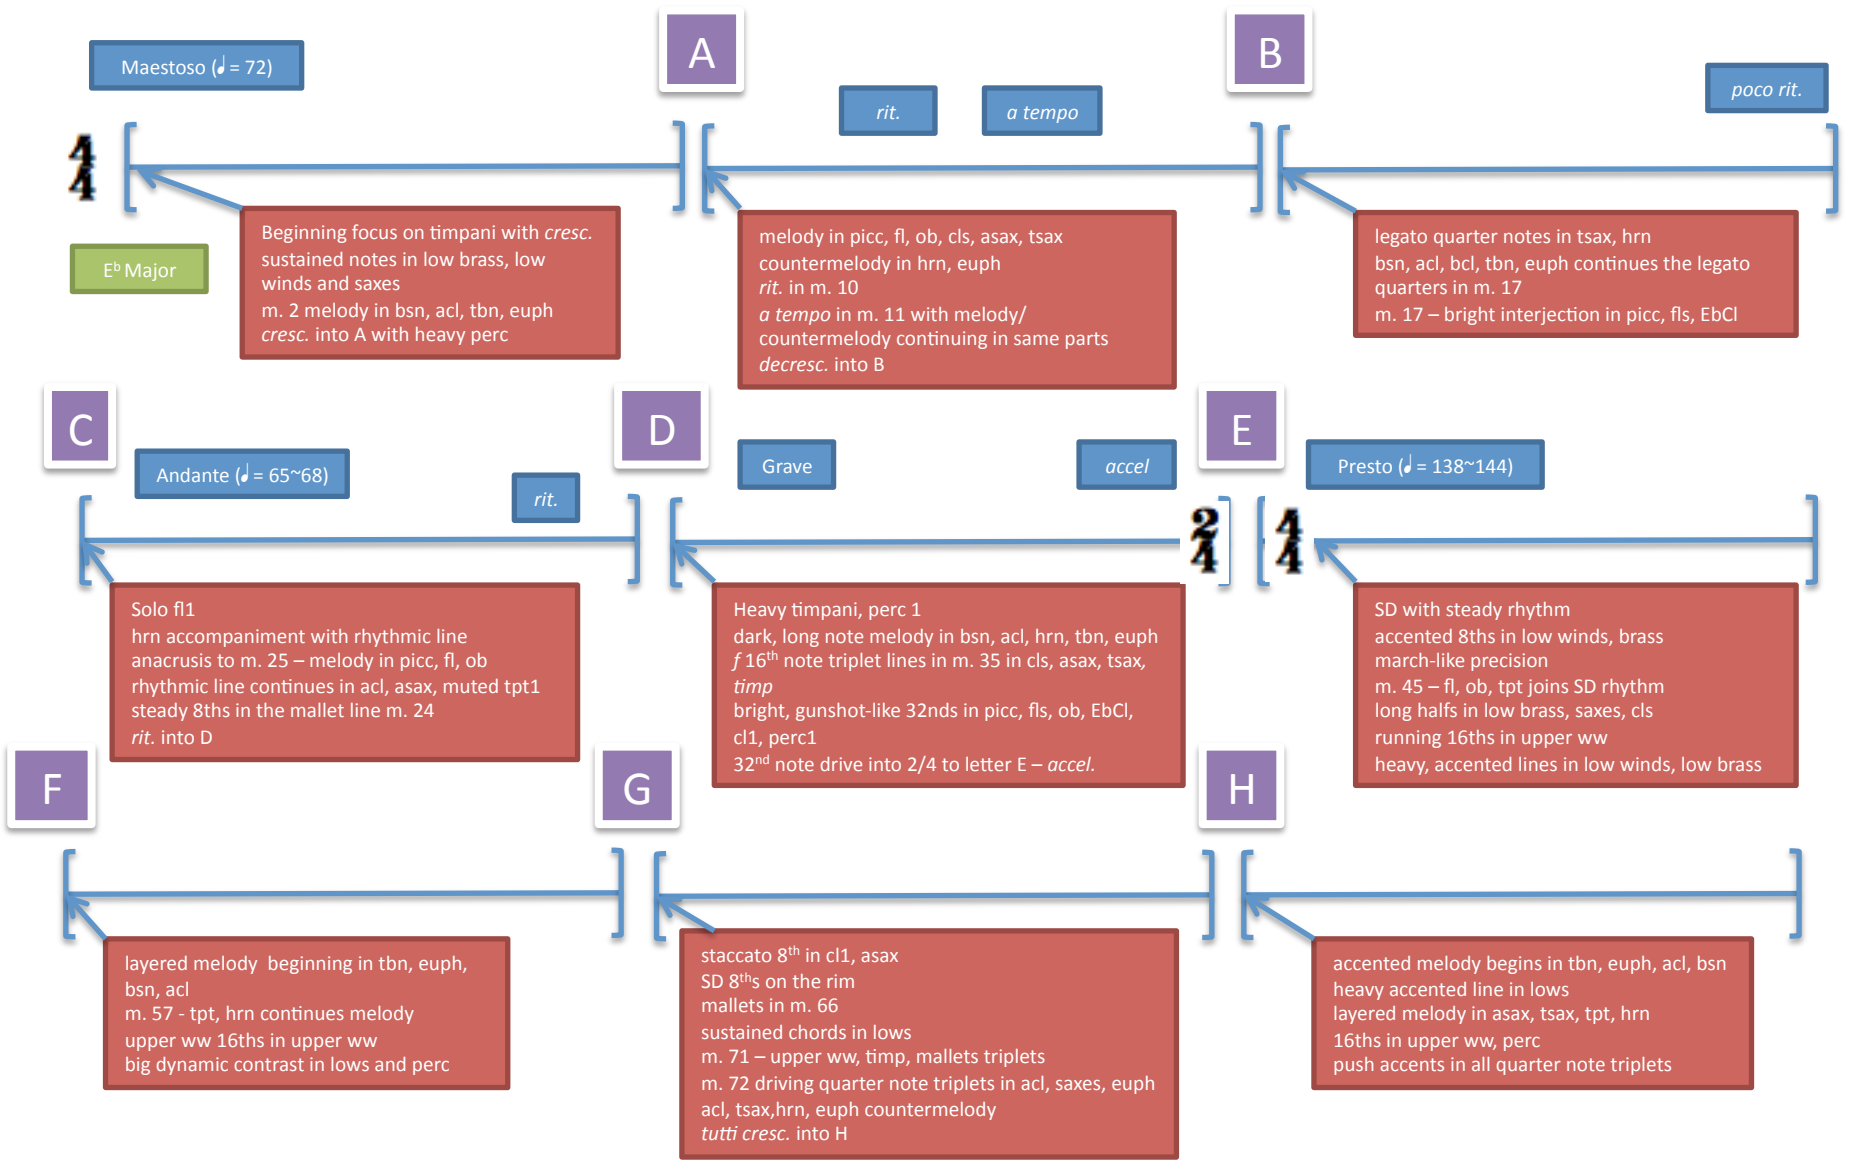 Maestoso (♩ = 72)
A
rit.
a tempo
B
poco rit.
4
4
E♭ Major
Beginning focus on timpani with cresc.
sustained notes in low brass, low
winds and saxes
m. 2 melody in bsn, acl, tbn, euph
cresc. into A with heavy perc
melody in picc, fl, ob, cls, asax, tsax
countermelody in hrn, euph
rit. in m. 10
a tempo in m. 11 with melody/
countermelody continuing in same parts
decresc. into B
legato quarter notes in tsax, hrn
bsn, acl, bcl, tbn, euph continues the legato
quarters in m. 17
m. 17 – bright interjection in picc, fls, EbCl
C
Andante (♩ = 65~68)
rit.
D
Grave
accel
E
Presto (♩ = 138~144)
2
4
4
4
Solo fl1
hrn accompaniment with rhythmic line
anacrusis to m. 25 – melody in picc, fl, ob
rhythmic line continues in acl, asax, muted tpt1
steady 8ths in the mallet line m. 24
rit. into D
Heavy timpani, perc 1
dark, long note melody in bsn, acl, hrn, tbn, euph
f 16th note triplet lines in m. 35 in cls, asax, tsax,
timp
bright, gunshot-like 32nds in picc, fls, ob, EbCl,
cl1, perc1
32nd note drive into 2/4 to letter E – accel.
SD with steady rhythm
accented 8ths in low winds, brass
march-like precision
m. 45 – fl, ob, tpt joins SD rhythm
long halfs in low brass, saxes, cls
running 16ths in upper ww
heavy, accented lines in low winds, low brass
F
G
H
layered melody  beginning in tbn, euph,
bsn, acl
m. 57 - tpt, hrn continues melody
upper ww 16ths in upper ww
big dynamic contrast in lows and perc
staccato 8th in cl1, asax
SD 8ths on the rim
mallets in m. 66
sustained chords in lows
m. 71 – upper ww, timp, mallets triplets
m. 72 driving quarter note triplets in acl, saxes, euph
acl, tsax,hrn, euph countermelody
tutti cresc. into H
accented melody begins in tbn, euph, acl, bsn
heavy accented line in lows
layered melody in asax, tsax, tpt, hrn
16ths in upper ww, perc
push accents in all quarter note triplets